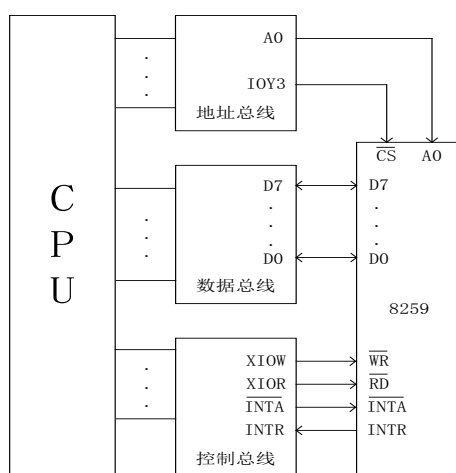 CPU
A0
IOY3
地址总线
D7
D0
数据总线
XIOW
XIOR
INTA
INTR
控制总线
CS A0
D7
D0
8259
WR
RD
INTA
INTR